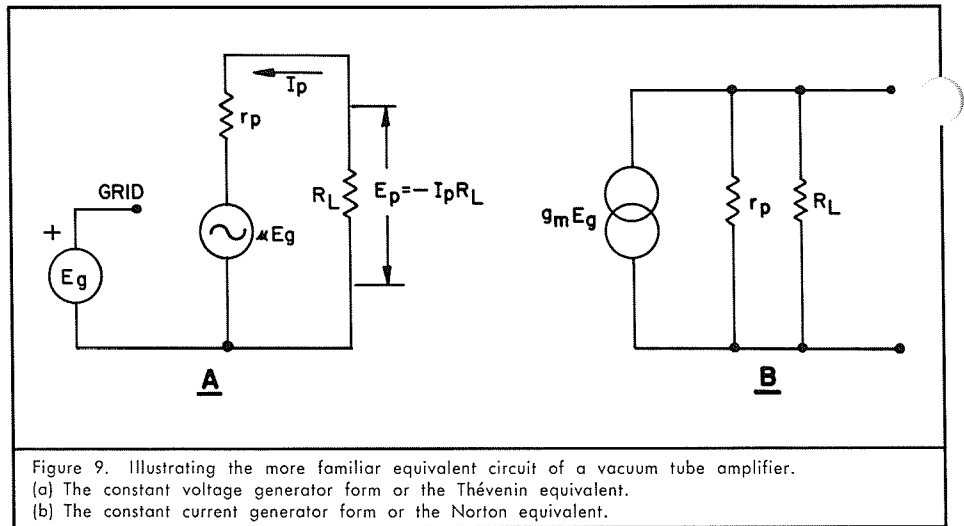 Ip
rp
GRID
RL
Ep=-IpRL
+
μEg
Eg
A
gmEg
rp
RL
B
Figure 9. Illustrating the more familiar equivalent circuit of a vacuum tube amplifier.
(a) The constant voltage generator form or the Thévenin equivalent.
(b) The constant current generator form or the Norton equivalent.